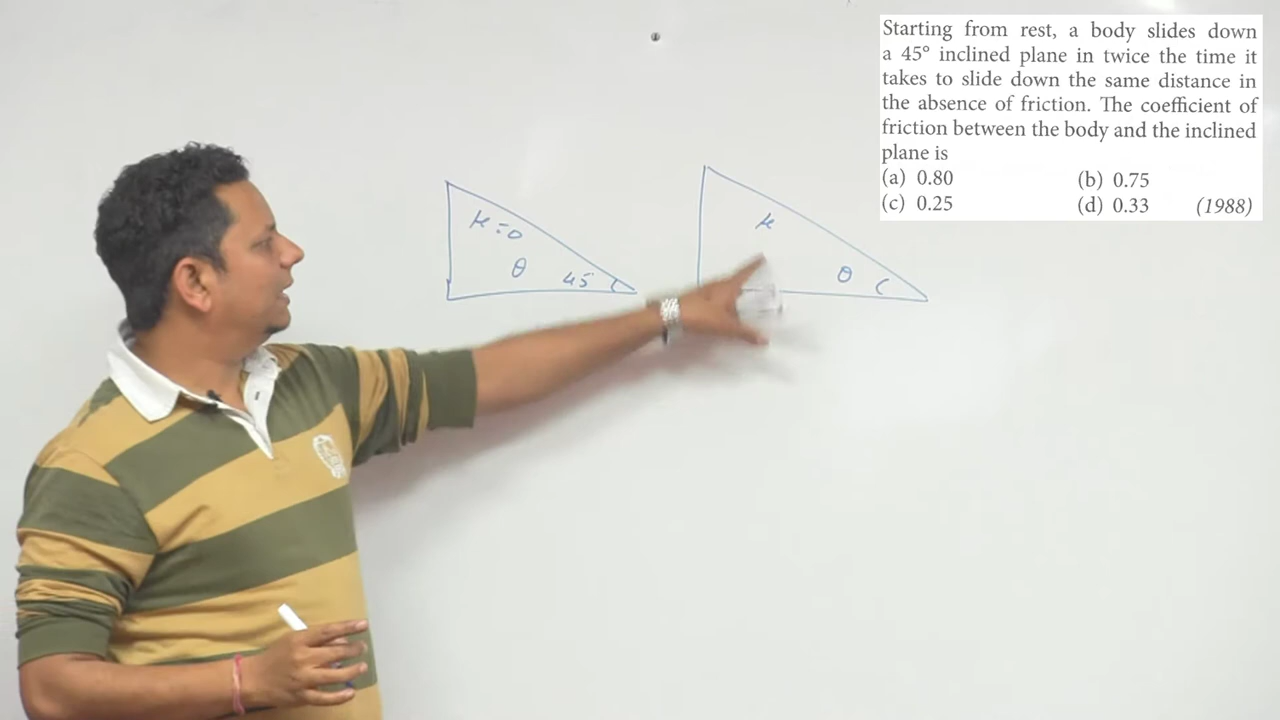 Starting from rest, a body slides down
a 45° inclined plane in twice the time it
takes to slide down the same distance in
the absence of friction. The coefficient of
friction between the body and the inclined
plane is
(a) 0.80 (b) 0.75
(c) 0.25 (d) 0.33 (1988)
μ=0
θ 45
μ
θ